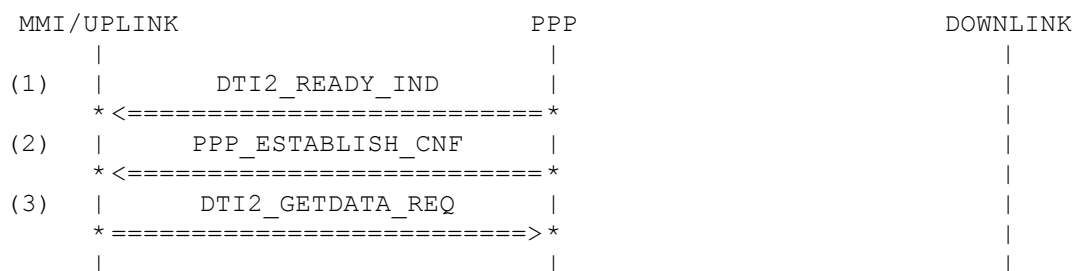 MMI/UPLINK                      PPP                       DOWNLINK
     |                           |                            |
(1)  |       DTI2_READY_IND      |                            |
     *<==========================*                            |
(2)  |     PPP_ESTABLISH_CNF     |                            |
     *<==========================*                            |
(3)  |      DTI2_GETDATA_REQ     |                            |
     *==========================>*                            |
     |                           |                            |